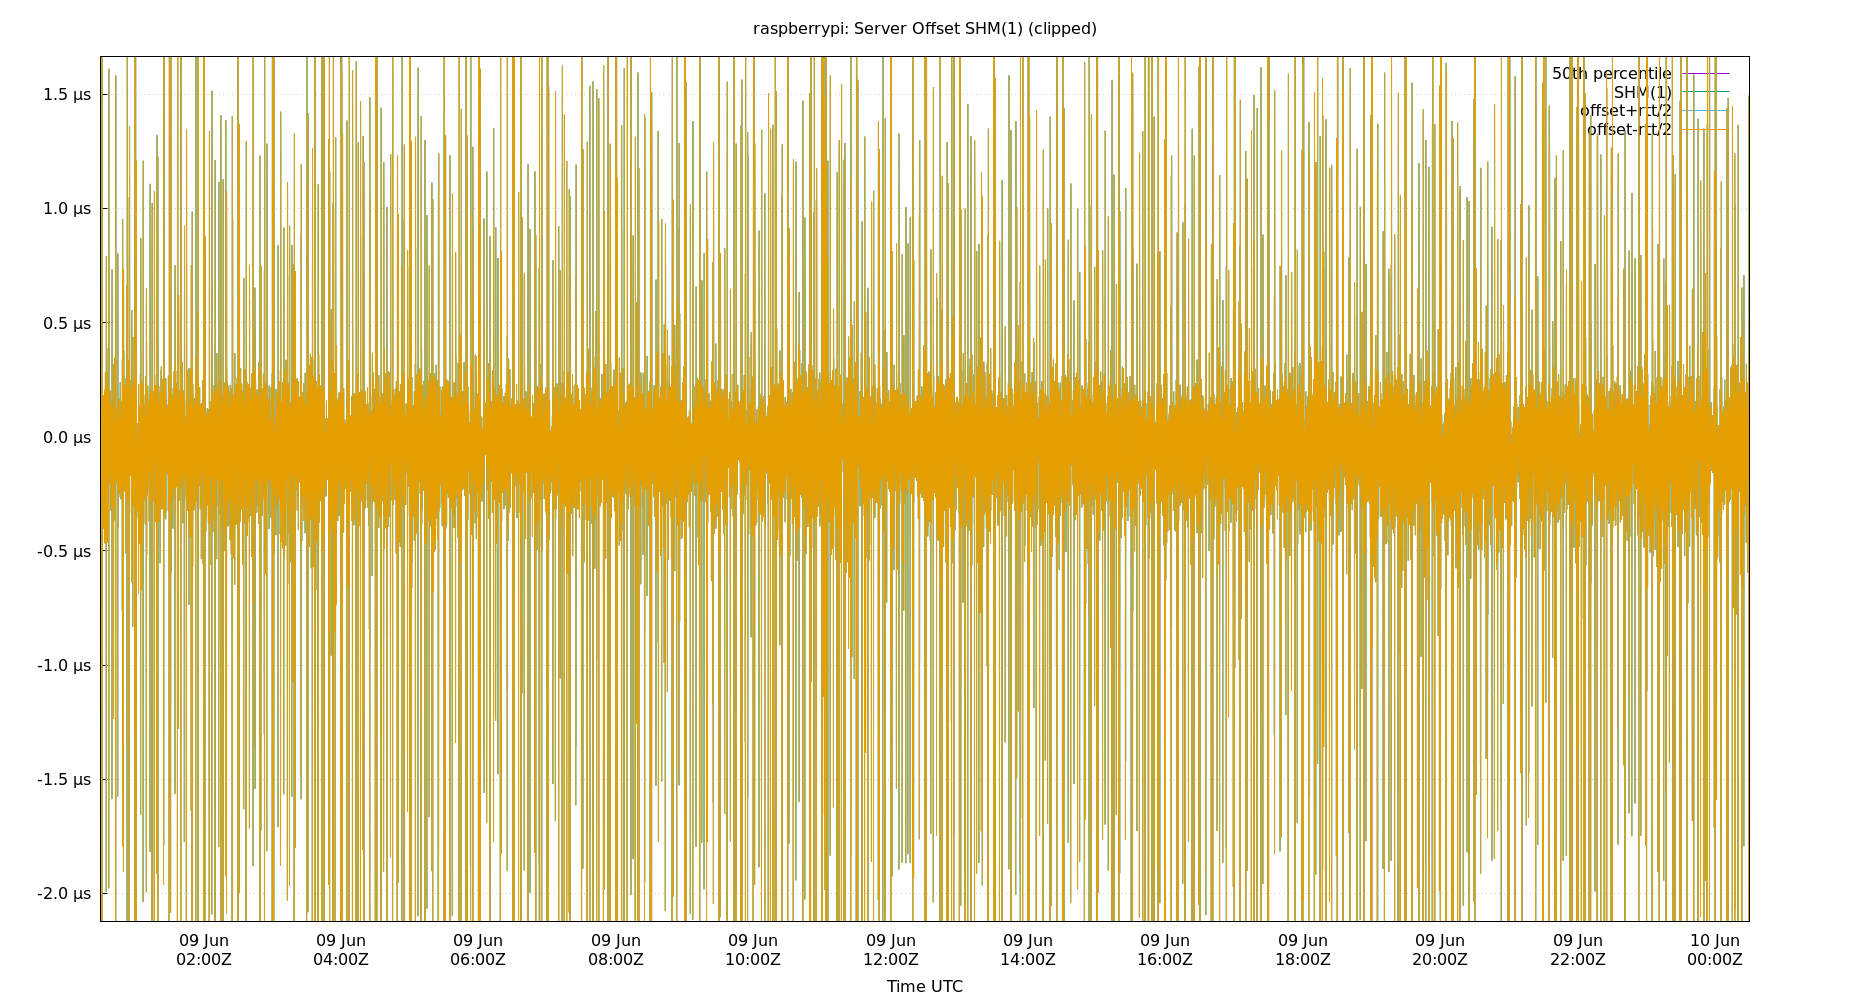 raspberrypi: Server Offset SHM(1) (clipped)
50th percentile
SHM(1)
offset+rtt/2
offset-rtt/2
1.5 µs
1.0 µs
0.5 µs
0.0 µs
-0.5 µs
-1.0 µs
-1.5 µs
-2.0 µs
09 Jun 09 Jun 09 Jun 09 Jun 09 Jun 09 Jun 09 Jun 09 Jun 09 Jun 09 Jun 09 Jun 10 Jun
02:00Z 04:00Z 06:00Z 08:00Z 10:00Z 12:00Z 14:00Z 16:00Z 18:00Z 20:00Z 22:00Z 00:00Z
Time UTC